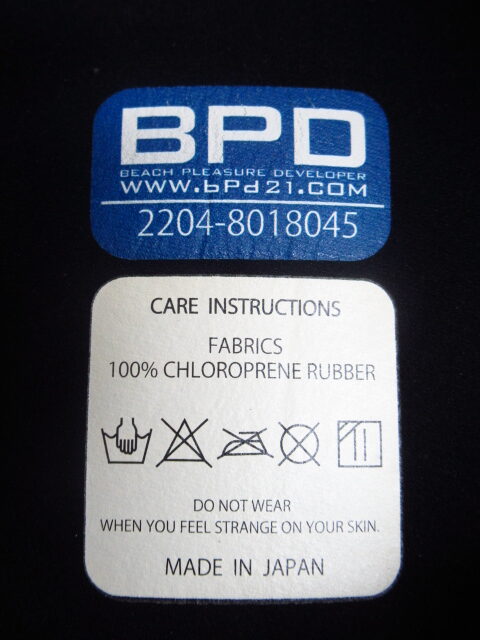 BPD
BEACH PLEASURE DEVELOPER
WWW.bPd21.COM
2204-8018045
CARE INSTRUCTIONS
FABRICS
100% CHLOROPRENE RUBBER
DO NOT WEAR
WHEN YOU FEEL STRANGE ON YOUR SKIN.
MADE IN JAPAN